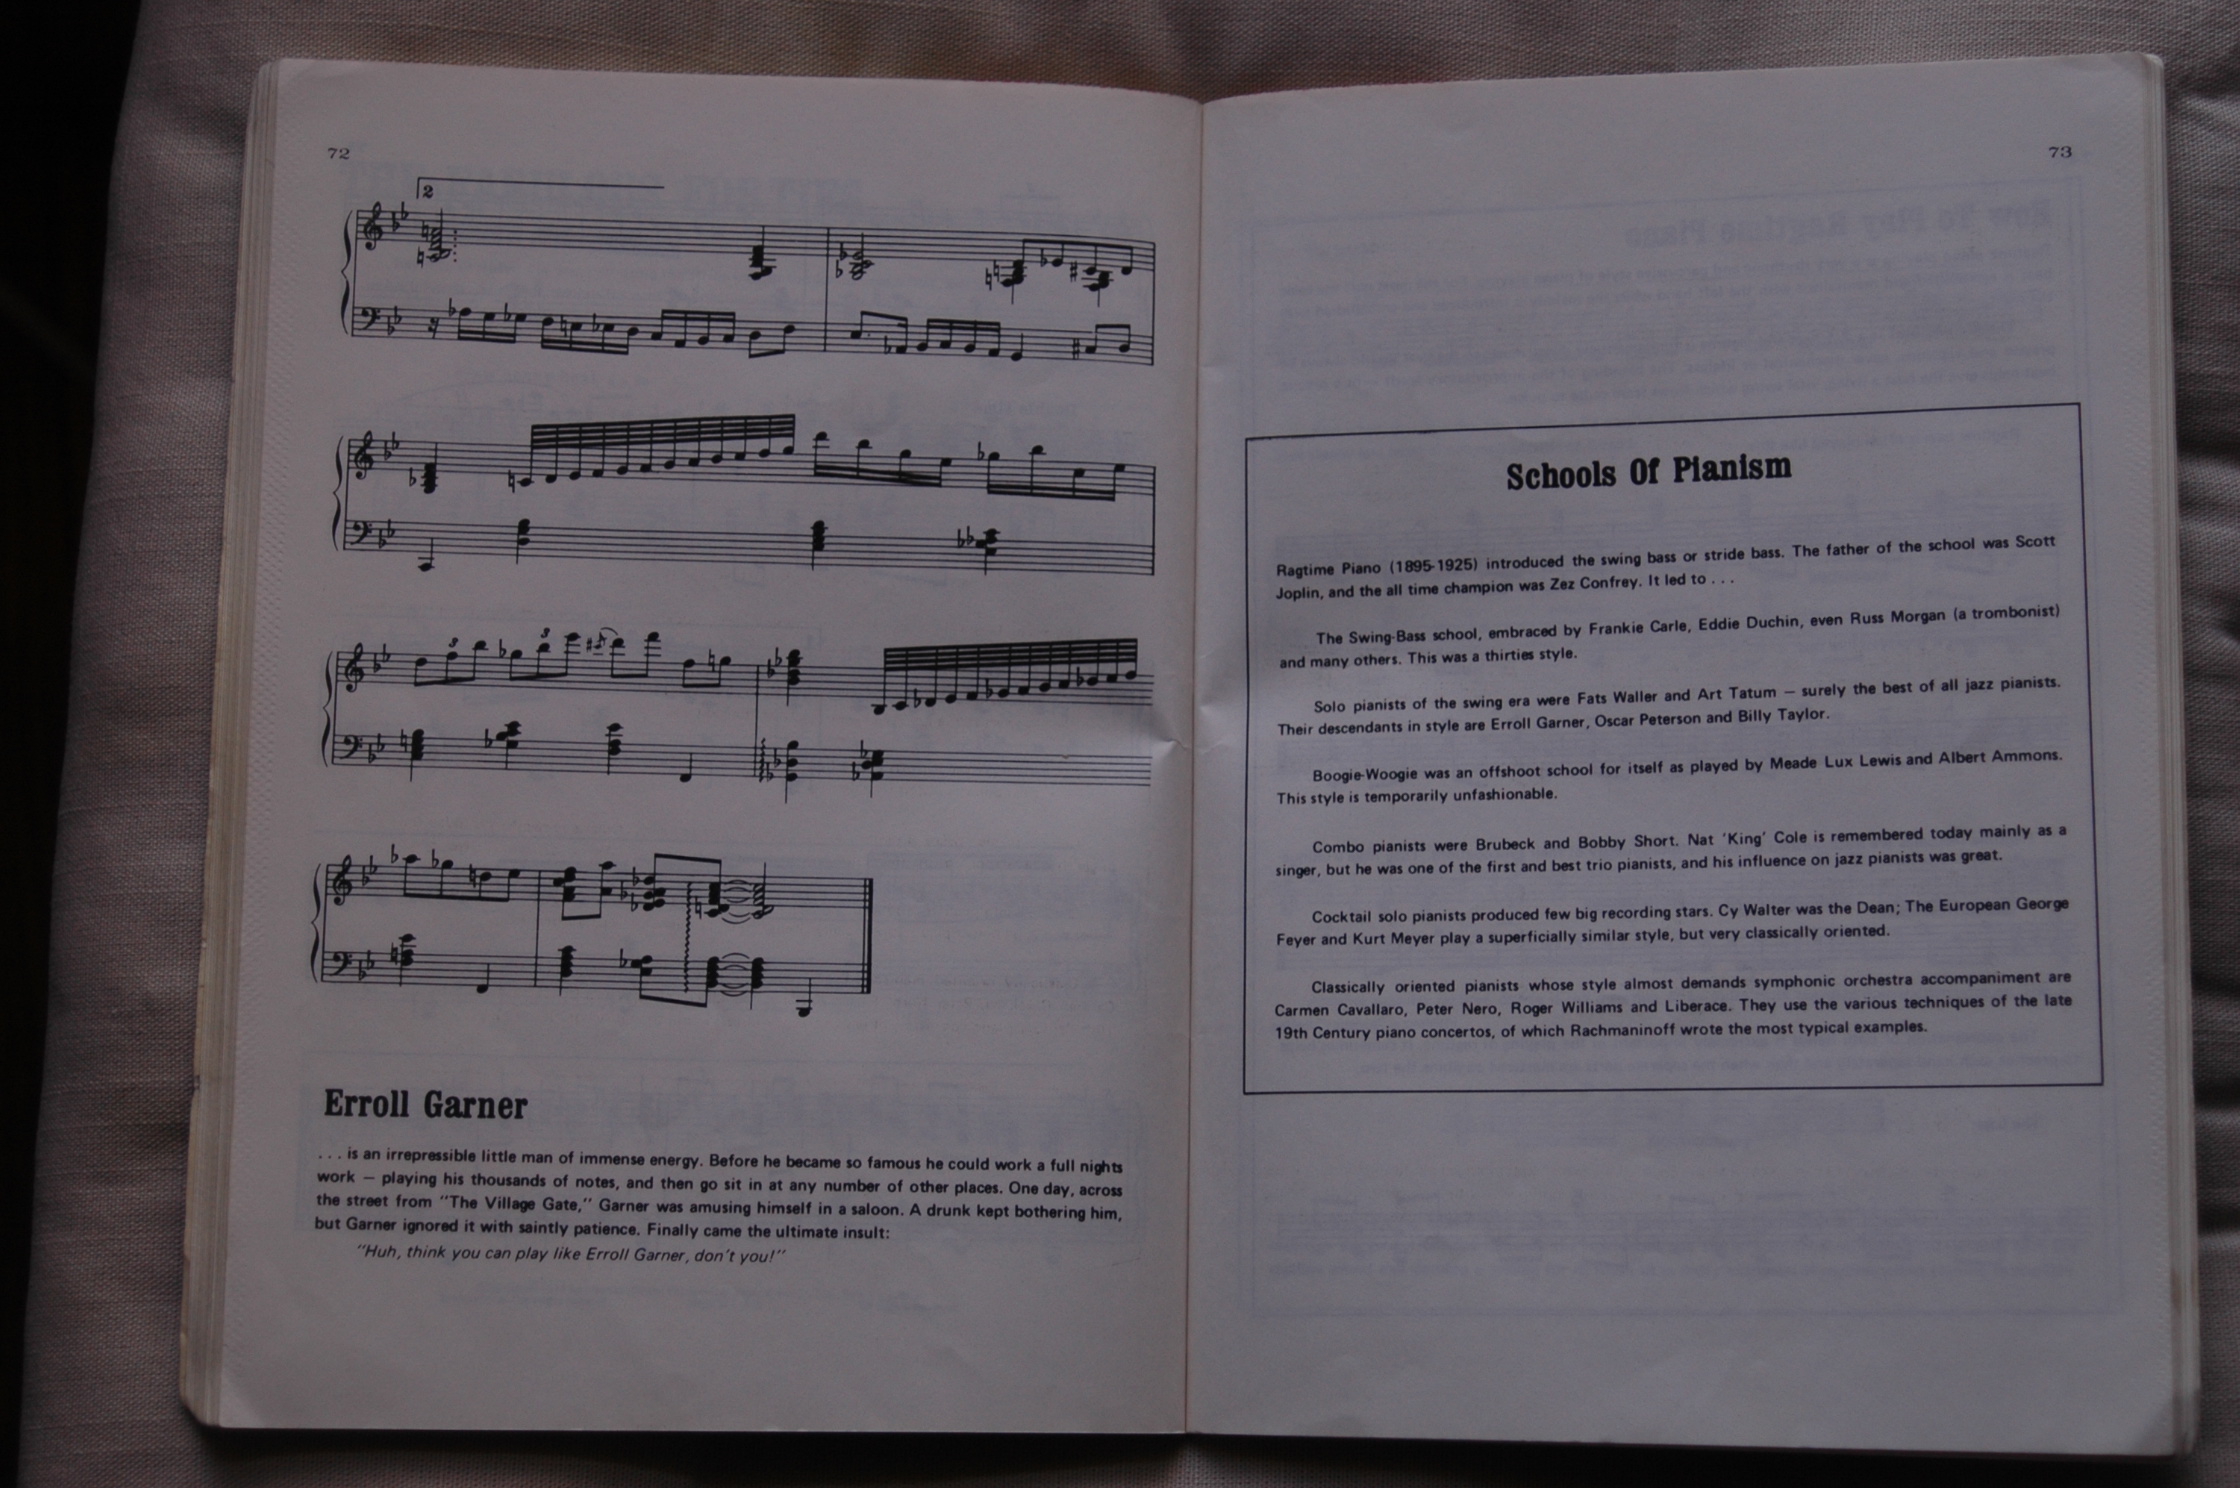 72
2
3
3
Erroll Garner
. . . is an irrepressible little man of immense energy. Before he became so famous he could work a full nights
work — playing his thousands of notes, and then go sit in at any number of other places. One day, across
the street from "The Village Gate," Garner was amusing himself in a saloon. A drunk kept bothering him,
but Garner ignored it with saintly patience. Finally came the ultimate insult:
"Huh, think you can play like Erroll Garner, don't you!"
73
Schools Of Pianism
Ragtime Piano (1895-1925) introduced the swing bass or stride bass. The father of the school was Scott
Joplin, and the all time champion was Zez Confrey. It led to . . .
The Swing-Bass school, embraced by Frankie Carle, Eddie Duchin, even Russ Morgan (a trombonist)
and many others. This was a thirties style.
Solo pianists of the swing era were Fats Waller and Art Tatum — surely the best of all jazz pianists.
Their descendants in style are Erroll Garner, Oscar Peterson and Billy Taylor.
Boogie-Woogie was an offshoot school for itself as played by Meade Lux Lewis and Albert Ammons.
This style is temporarily unfashionable.
Combo pianists were Brubeck and Bobby Short. Nat 'King' Cole is remembered today mainly as a
singer, but he was one of the first and best trio pianists, and his influence on jazz pianists was great.
Cocktail solo pianists produced few big recording stars. Cy Walter was the Dean; The European George
Feyer and Kurt Meyer play a superficially similar style, but very classically oriented.
Classically oriented pianists whose style almost demands symphonic orchestra accompaniment are
Carmen Cavallaro, Peter Nero, Roger Williams and Liberace. They use the various techniques of the late
19th Century piano concertos, of which Rachmaninoff wrote the most typical examples.